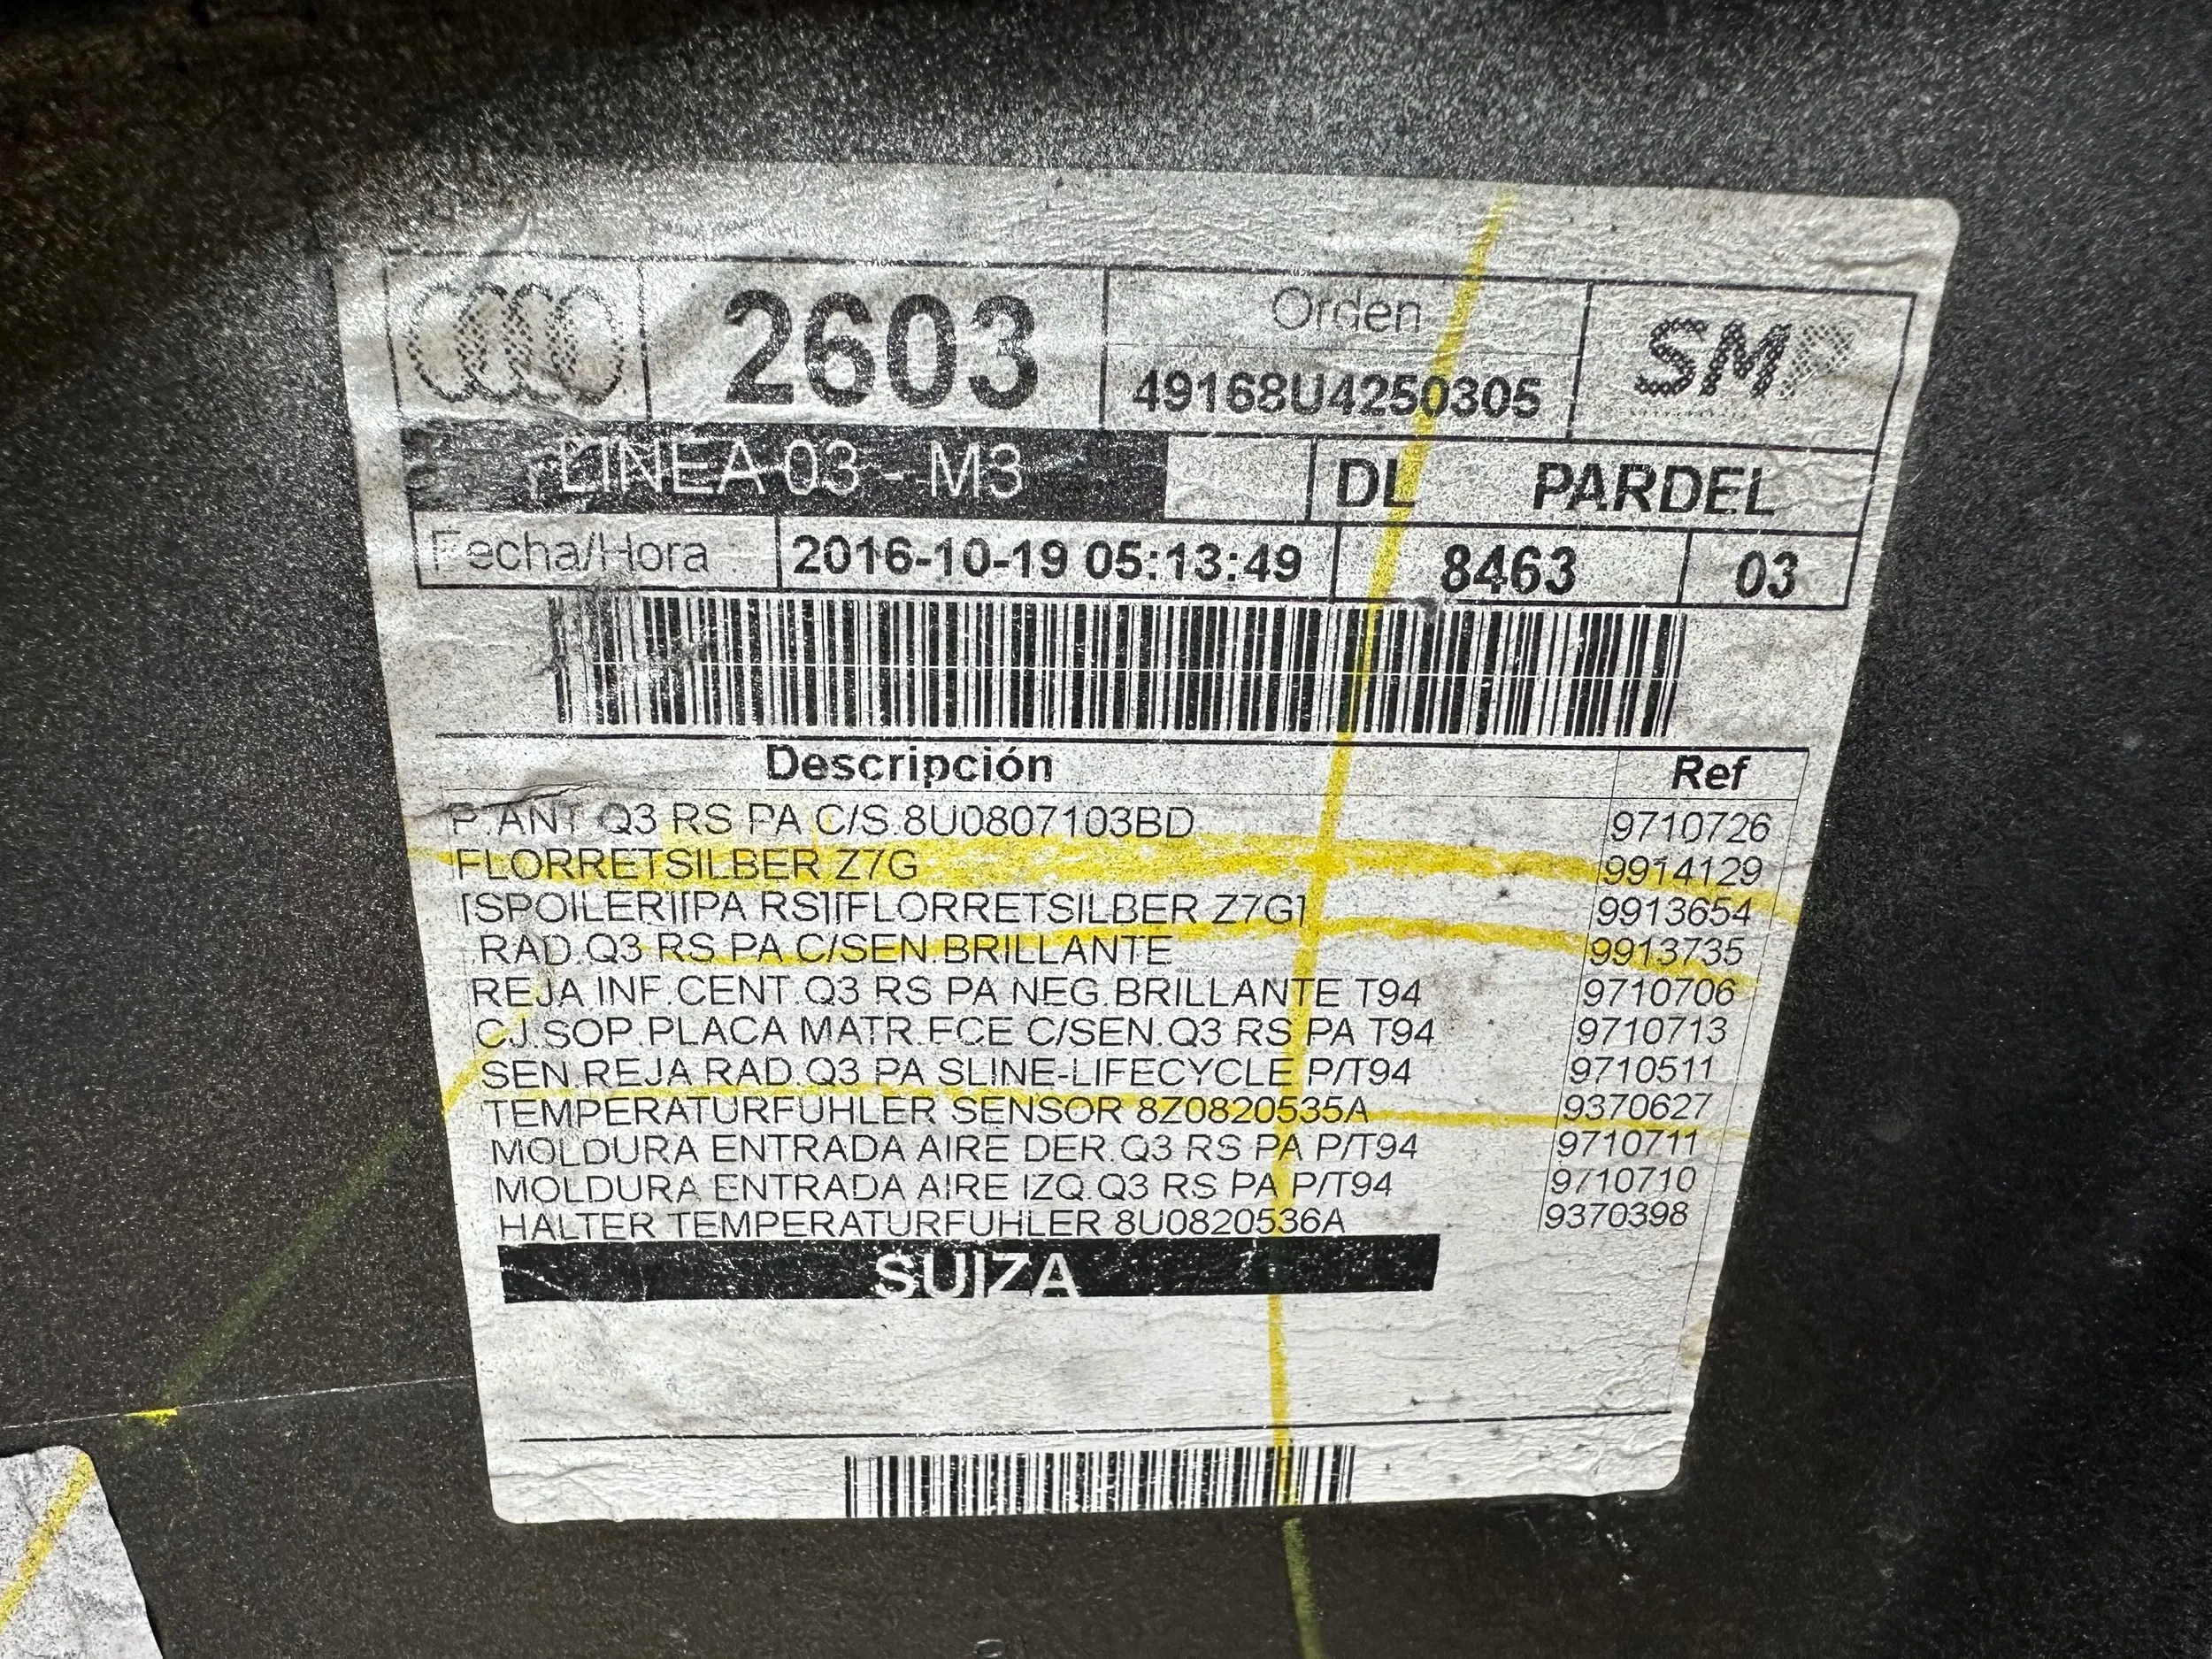 2603
Orden
49168U4250305
SMP
LINEA 03 - M3
DL PARDEL
Fecha/Hora
2016-10-19 05:13:49
8463
03
Descripción Ref
P.ANT.Q3 RS PA C/S.8U0807103BD 9710726
FLORRETSILBER Z7G 9914129
[SPOILER][PA RS][FLORRETSILBER Z7G] 9913654
.RAD.Q3 RS PA C/SEN BRILLANTE 9913735
REJA INF.CENT.Q3 RS PA NEG.BRILLANTE T94 9710706
CJ.SOP.PLACA MATR.FCE C/SEN.Q3 RS PA T94 9710713
SEN.REJA RAD.Q3 PA SLINE-LIFECYCLE P/T94 9710511
TEMPERATURFUHLER SENSOR 8Z0820535A 9370627
MOLDURA ENTRADA AIRE DER.Q3 RS PA P/T94 9710711
MOLDURA ENTRADA AIRE IZQ.Q3 RS PA P/T94 9710710
HALTER TEMPERATURFUHLER 8U0820536A 9370398
SUIZA